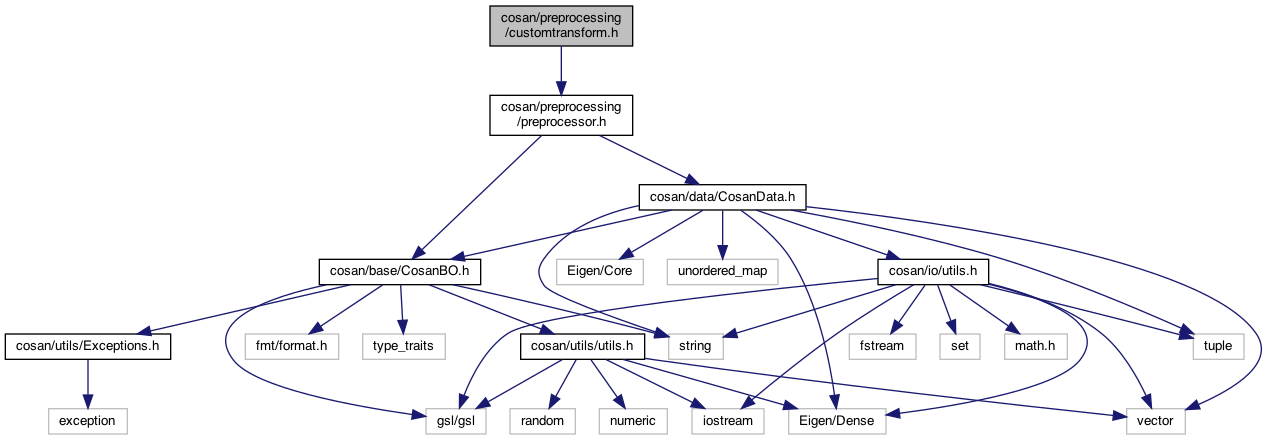 cosan/preprocessing
/customtransform.h
cosan/preprocessing
/preprocessor.h
cosan/data/CosanData.h
cosan/base/CosanBO.h
Eigen/Core
unordered_map
cosan/io/utils.h
cosan/utils/Exceptions.h
fmt/format.h
type_traits
cosan/utils/utils.h
string
fstream
set
math.h
tuple
exception
gsl/gsl
random
numeric
iostream
Eigen/Dense
vector